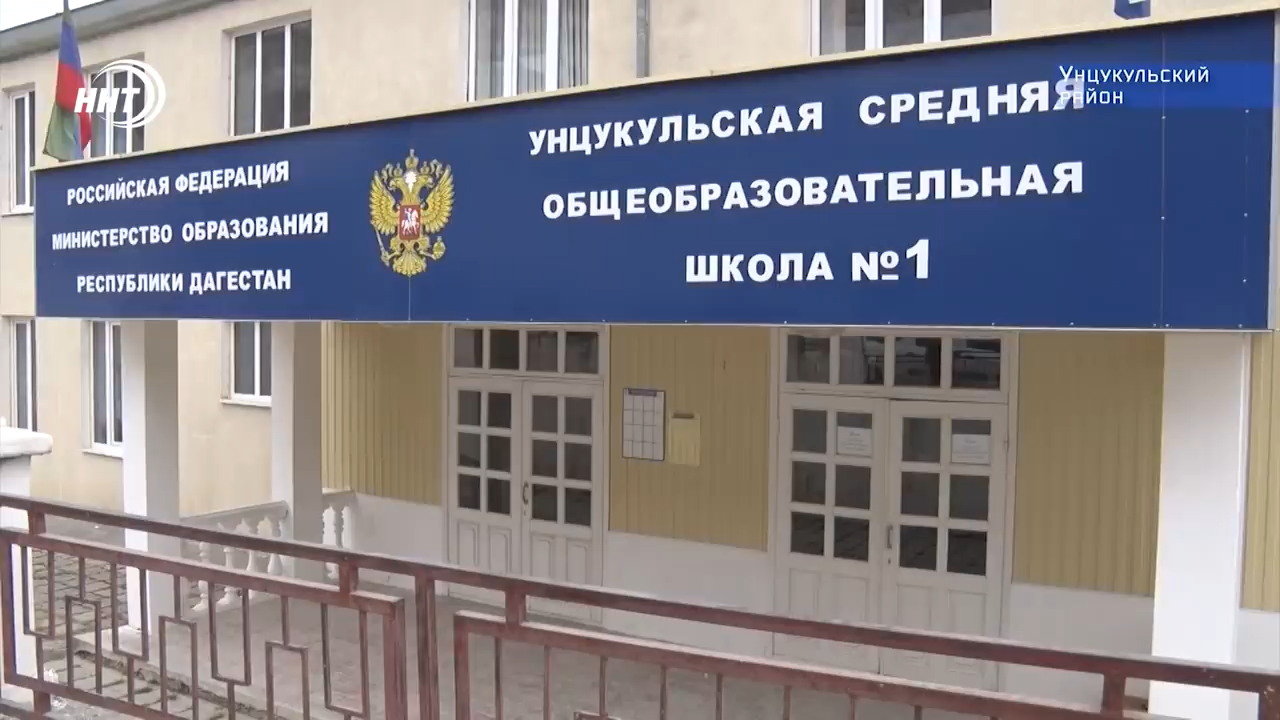 ННТ
Унцукульский
район
РОССИЙСКАЯ ФЕДЕРАЦИЯ
МИНИСТЕРСТВО ОБРАЗОВАНИЯ
РЕСПУБЛИКИ ДАГЕСТАН
УНЦУКУЛЬСКАЯ СРЕДНЯЯ
ОБЩЕОБРАЗОВАТЕЛЬНАЯ
ШКОЛА №1